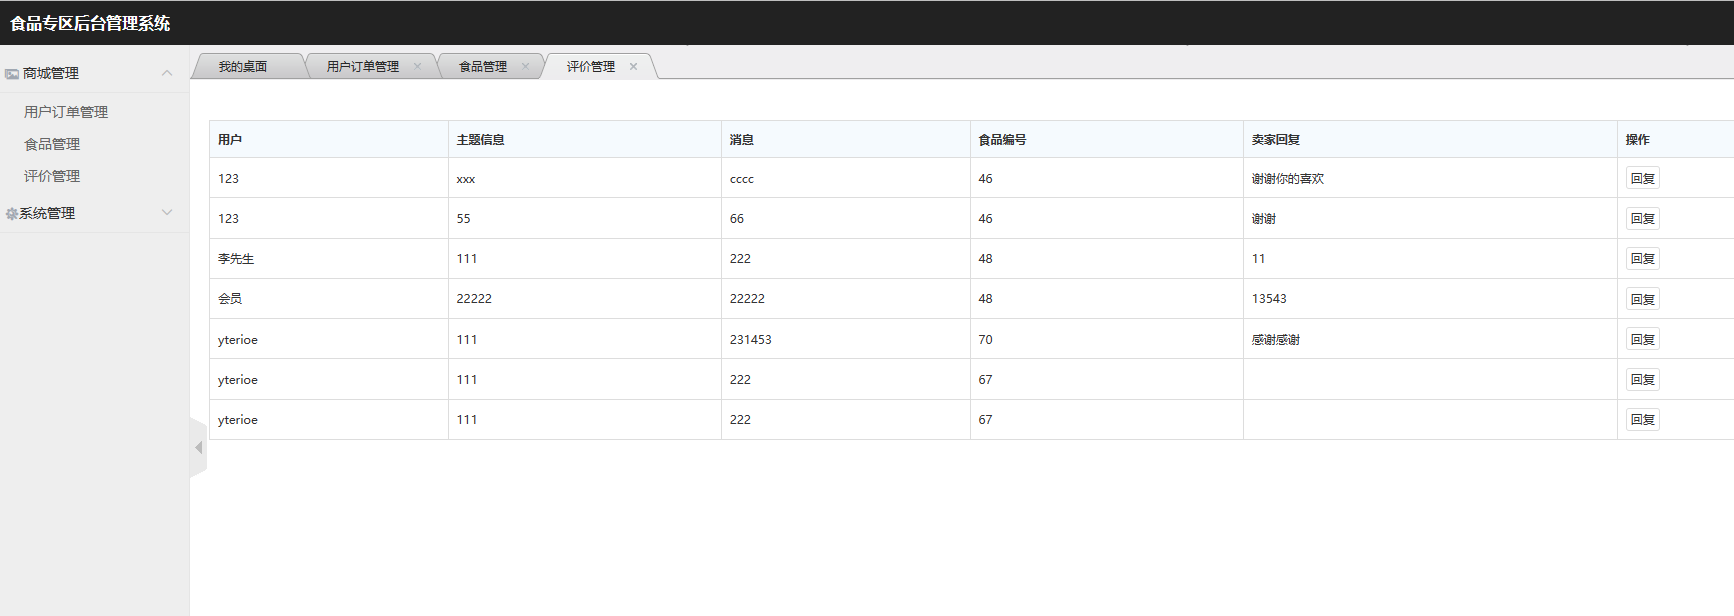 食品专区后台管理系统
商城管理
用户订单管理
食品管理
评价管理
系统管理
我的桌面 用户订单管理 食品管理 评价管理
用户 主题信息 消息 食品编号 卖家回复 操作
123 xxx cccc 46 谢谢你的喜欢 回复
123 55 66 46 谢谢 回复
李先生 111 222 48 11 回复
会员 22222 22222 48 13543 回复
yterioe 111 231453 70 感谢感谢 回复
yterioe 111 222 67 回复
yterioe 111 222 67 回复